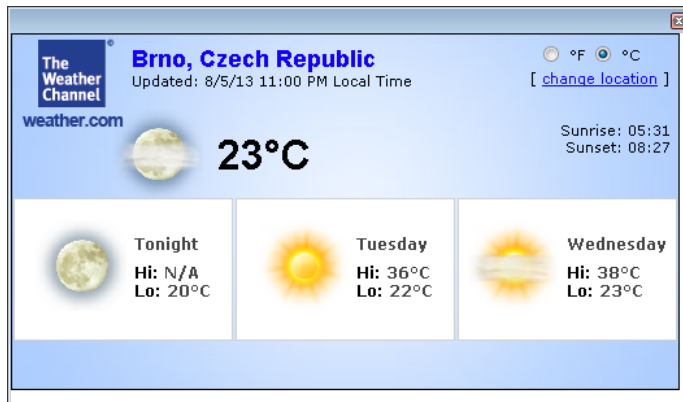 The
Weather
Channel
®
weather.com
Brno, Czech Republic
Updated: 8/5/13 11:00 PM Local Time
°F °C
[ change location ]
23°C
Sunrise: 05:31
Sunset: 08:27
Tonight
Hi: N/A
Lo: 20°C
Tuesday
Hi: 36°C
Lo: 22°C
Wednesday
Hi: 38°C
Lo: 23°C